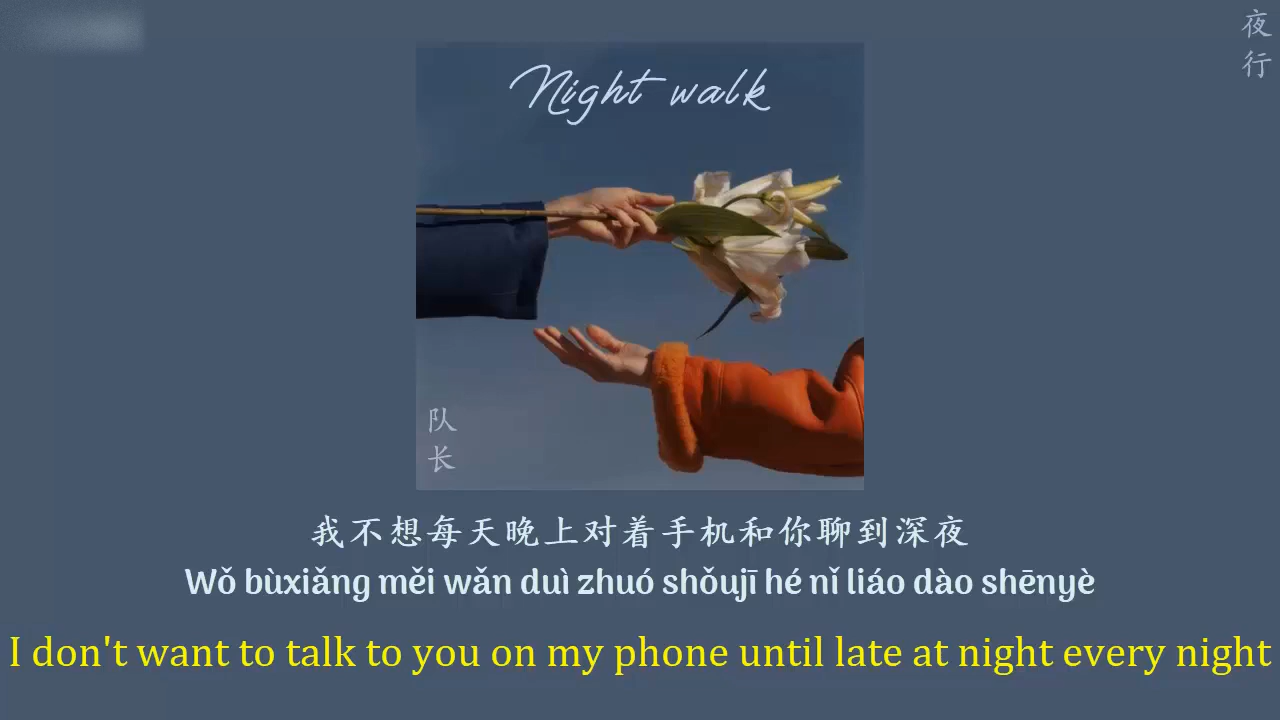 夜行
Night walk
队长
我不想每天晚上对着手机和你聊到深夜
Wǒ bùxiǎng měi wǎn duì zhuó shǒujī hé nǐ liáo dào shēnyè
I don't want to talk to you on my phone until late at night every night